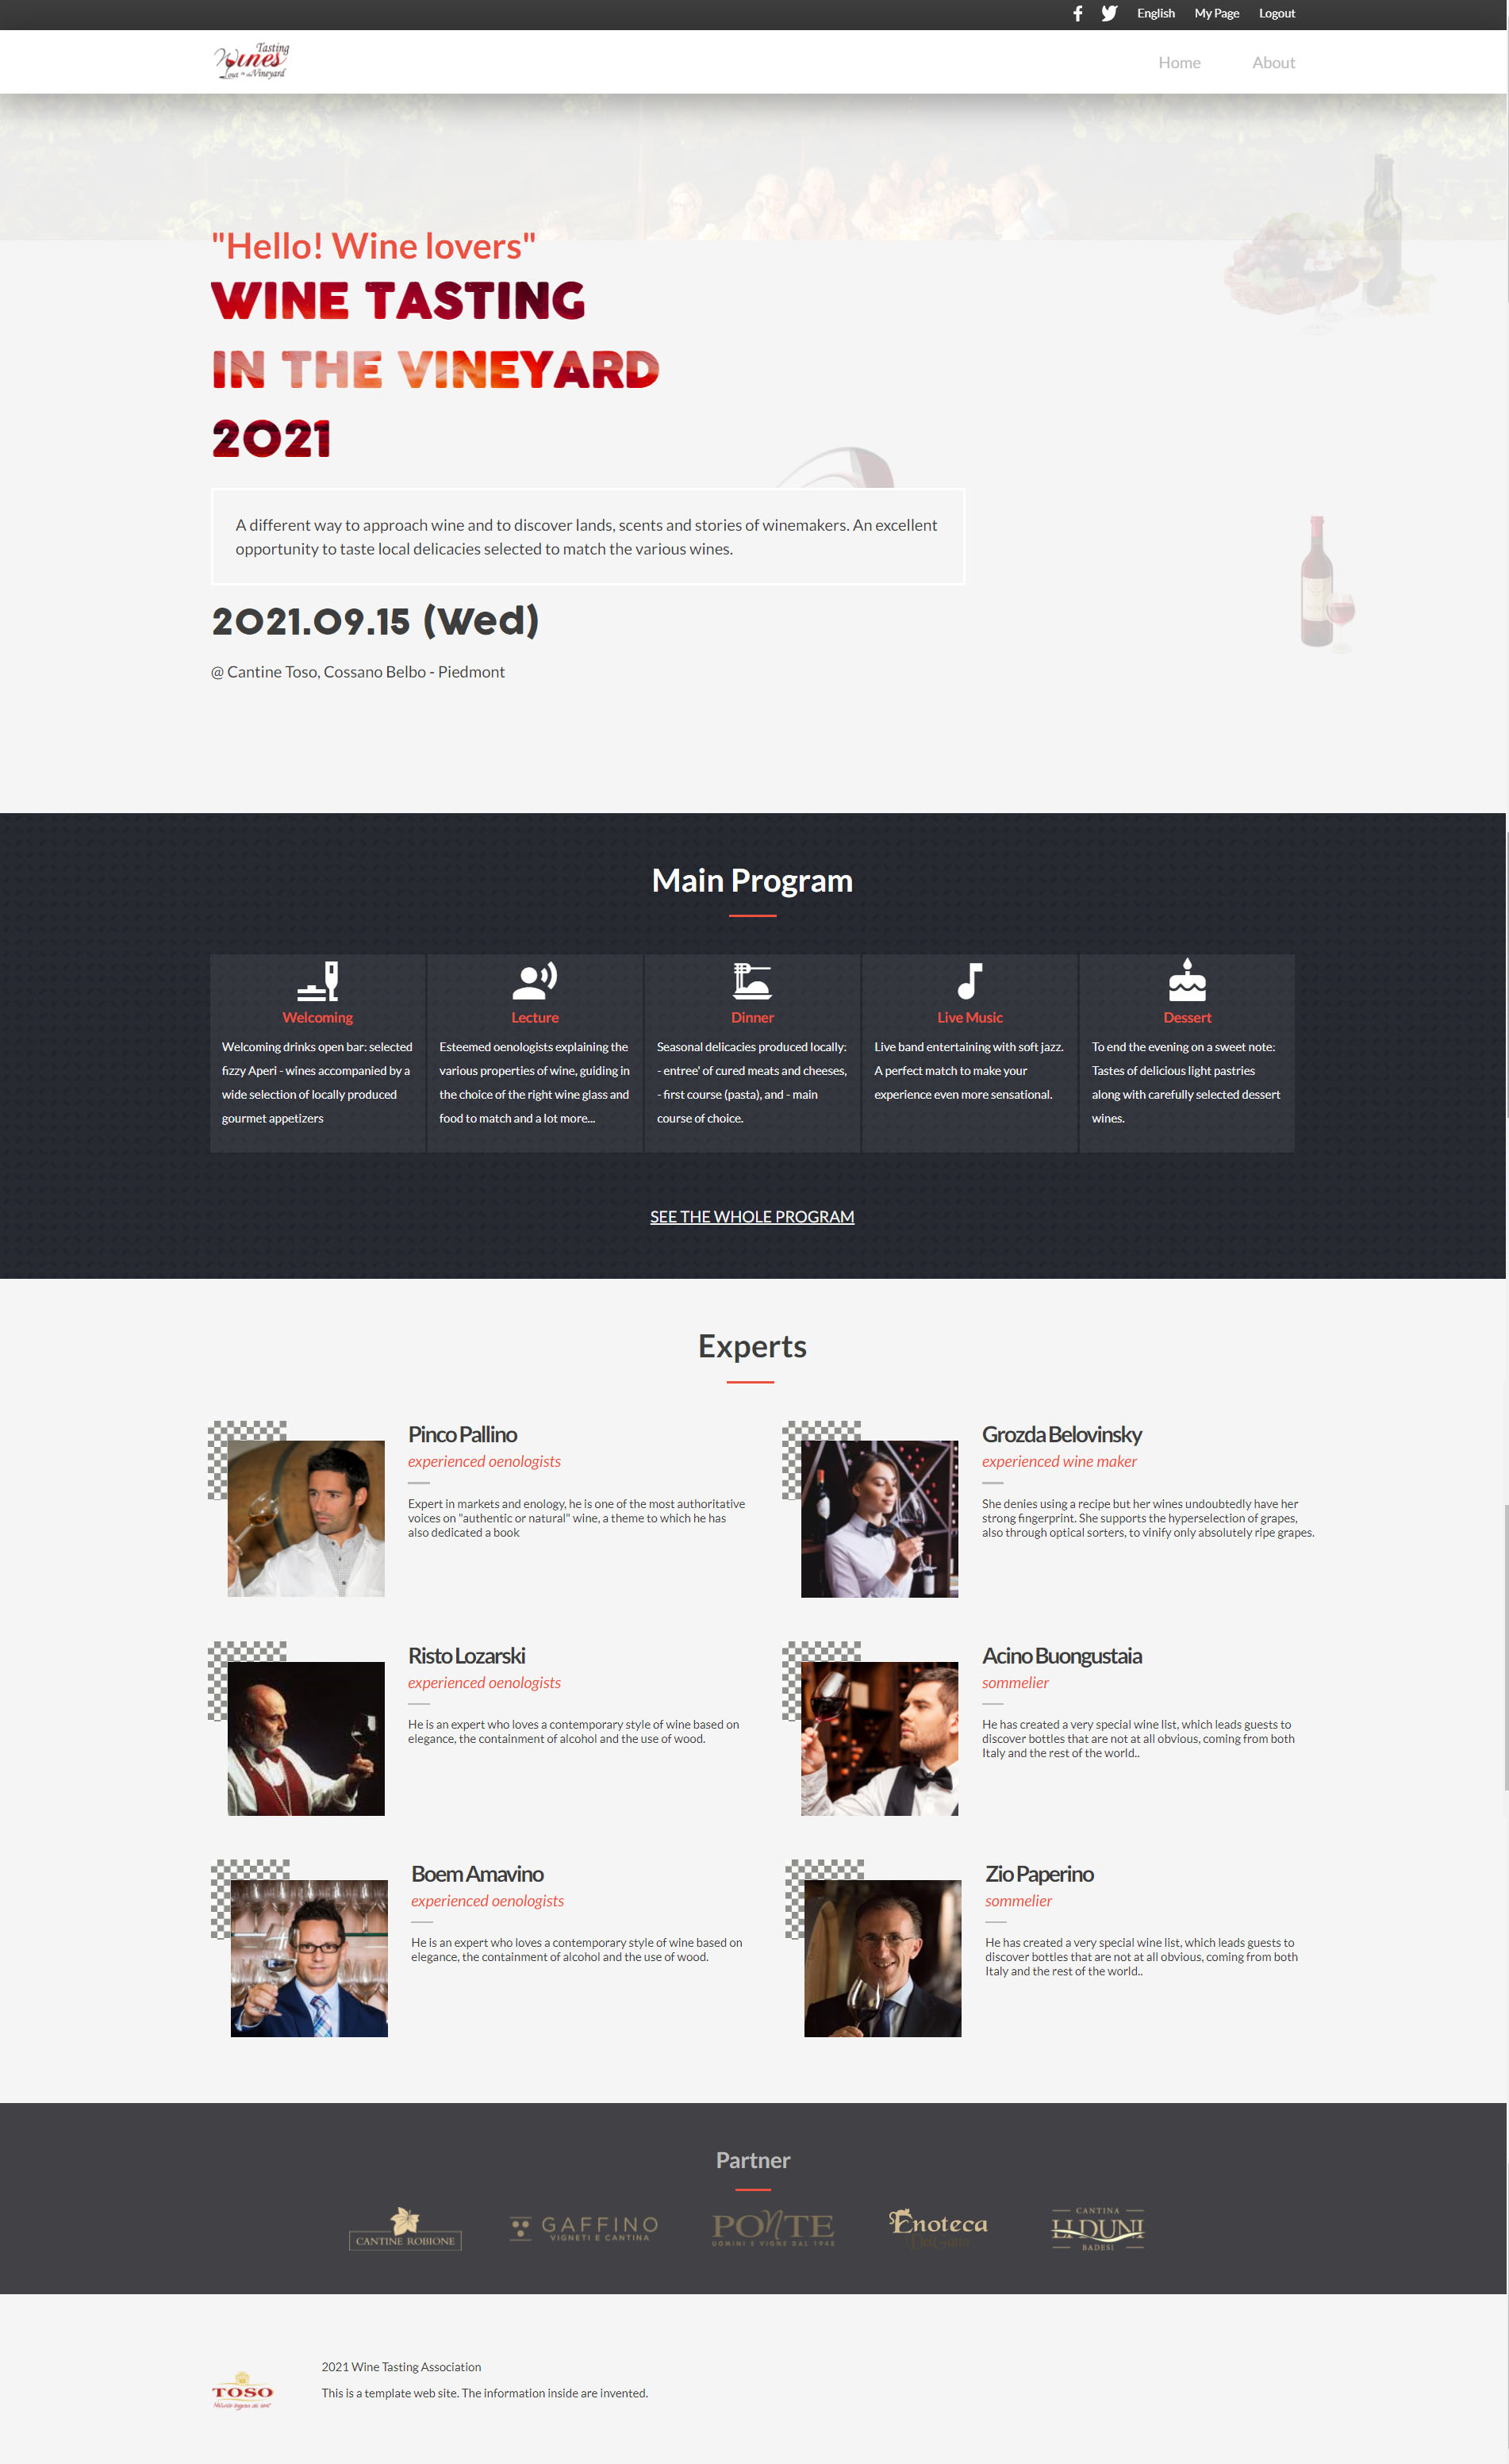 English My Page Logout
Tasting
Wines
Love in the Vineyard
Home About
"Hello! Wine lovers"
WINE TASTING
IN THE VINEYARD
2021
A different way to approach wine and to discover lands, scents and stories of winemakers. An excellent
opportunity to taste local delicacies selected to match the various wines.
2021.09.15 (Wed)
@ Cantine Toso, Cossano Belbo - Piedmont
Main Program
Welcoming
Welcoming drinks open bar: selected
fizzy Aperi - wines accompanied by a
wide selection of locally produced
gourmet appetizers
Lecture
Esteemed oenologists explaining the
various properties of wine, guiding in
the choice of the right wine glass and
food to match and a lot more...
Dinner
Seasonal delicacies produced locally:
- entree' of cured meats and cheeses,
- first course (pasta), and - main
course of choice.
Live Music
Live band entertaining with soft jazz.
A perfect match to make your
experience even more sensational.
Dessert
To end the evening on a sweet note:
Tastes of delicious light pastries
along with carefully selected dessert
wines.
SEE THE WHOLE PROGRAM
Experts
Pinco Pallino
experienced oenologists
Expert in markets and enology, he is one of the most authoritative
voices on "authentic or natural" wine, a theme to which he has
also dedicated a book
Grozda Belovinsky
experienced wine maker
She denies using a recipe but her wines undoubtedly have her
strong fingerprint. She supports the hyperselection of grapes,
also through optical sorters, to vinify only absolutely ripe grapes.
Risto Lozarski
experienced oenologists
He is an expert who loves a contemporary style of wine based on
elegance, the containment of alcohol and the use of wood.
Acino Buongustaia
sommelier
He has created a very special wine list, which leads guests to
discover bottles that are not at all obvious, coming from both
Italy and the rest of the world..
Boem Amavino
experienced oenologists
He is an expert who loves a contemporary style of wine based on
elegance, the containment of alcohol and the use of wood.
Zio Paperino
sommelier
He has created a very special wine list, which leads guests to
discover bottles that are not at all obvious, coming from both
Italy and the rest of the world..
Partner
CANTINE ROBIONE
GAFFINO
VIGNETI E CANTINA
PONTE
UOMINI E VIGNE DAL 1948
Enoteca
CANTINA
LI DUNI
BADESI
TOSO
2021 Wine Tasting Association
This is a template web site. The information inside are invented.